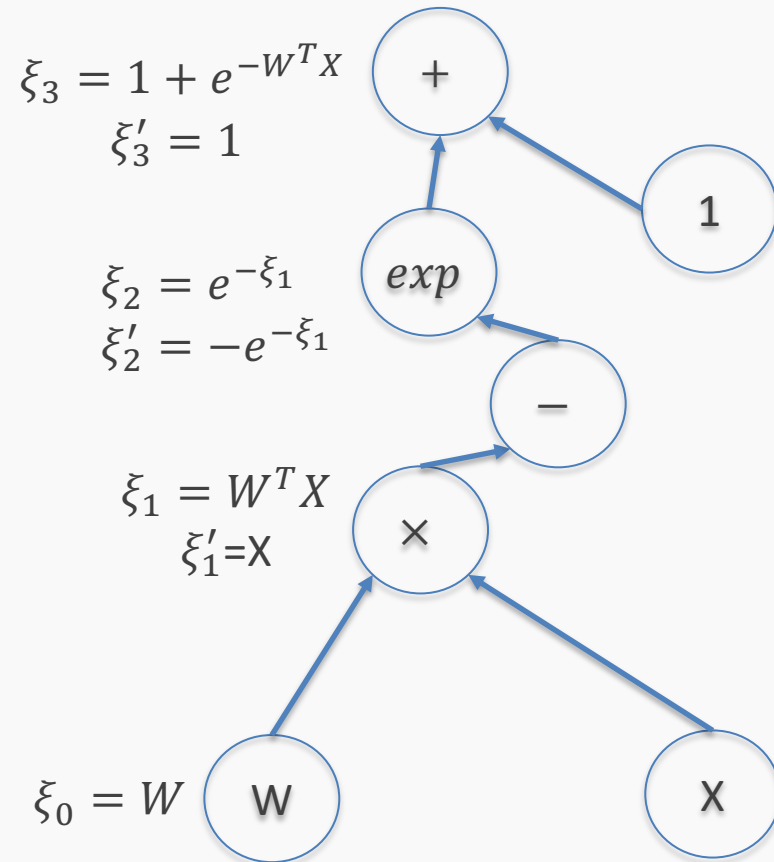 ξ₃ = 1 + e^{-W^T X}
+
ξ₃′ = 1
1
exp
ξ₂ = e^{-ξ₁}
ξ₂′ = −e^{-ξ₁}
−
ξ₁ = W^T X
×
ξ₁′=X
ξ₀ = W
W
X